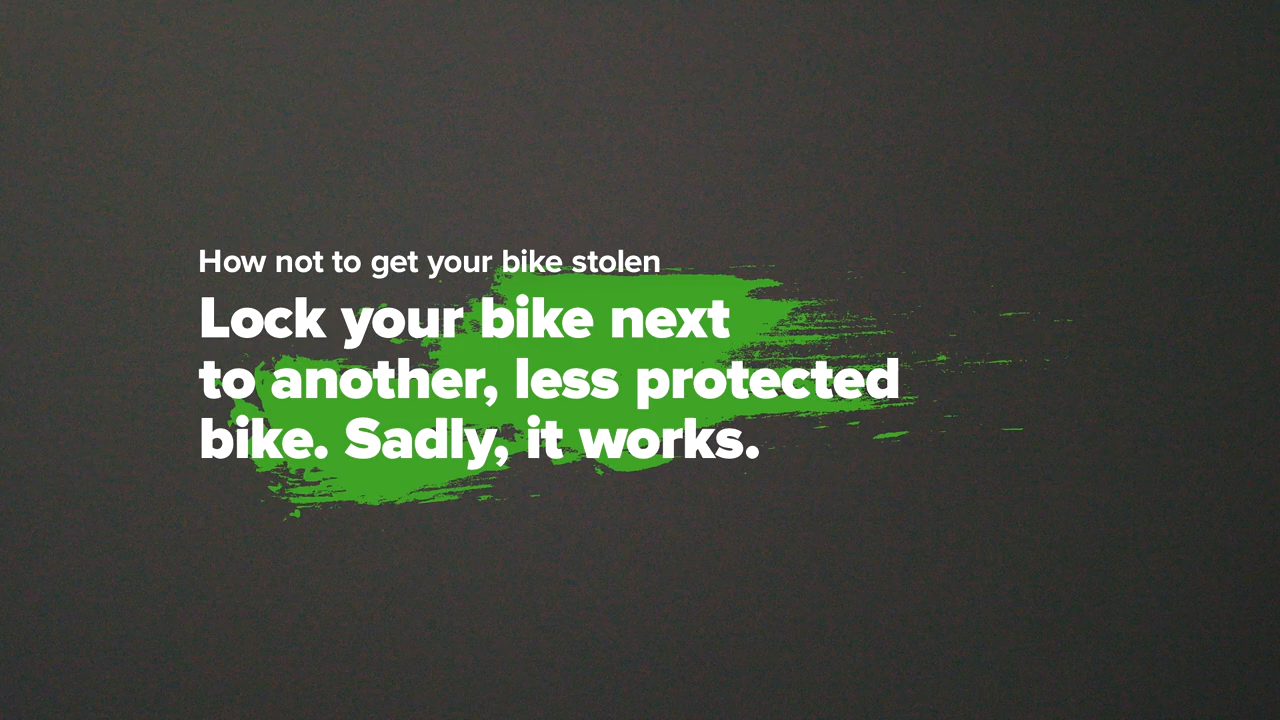 How not to get your bike stolen
Lock your bike next
to another, less protected
bike. Sadly, it works.